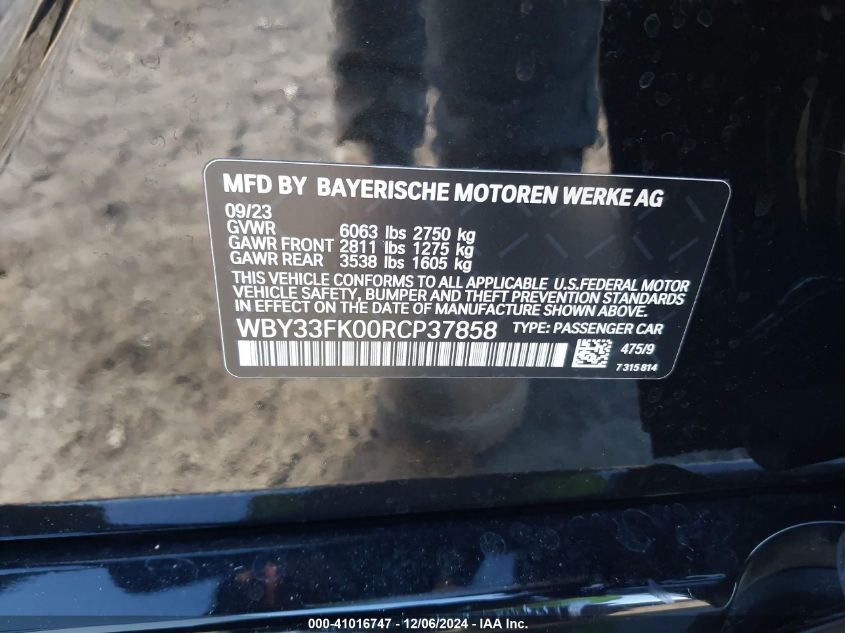 MFD BY BAYERISCHE MOTOREN WERKE AG
09/23
GVWR 6063 lbs 2750 kg
GAWR FRONT 2811 lbs 1275 kg
GAWR REAR 3538 lbs 1605 kg
THIS VEHICLE CONFORMS TO ALL APPLICABLE U.S.FEDERAL MOTOR
VEHICLE SAFETY, BUMPER AND THEFT PREVENTION STANDARDS
IN EFFECT ON THE DATE OF MANUFACTURE SHOWN ABOVE.
WBY33FK00RCP37858 TYPE: PASSENGER CAR
475/9
7 315 814
000-41016747 - 12/06/2024 - IAA Inc.